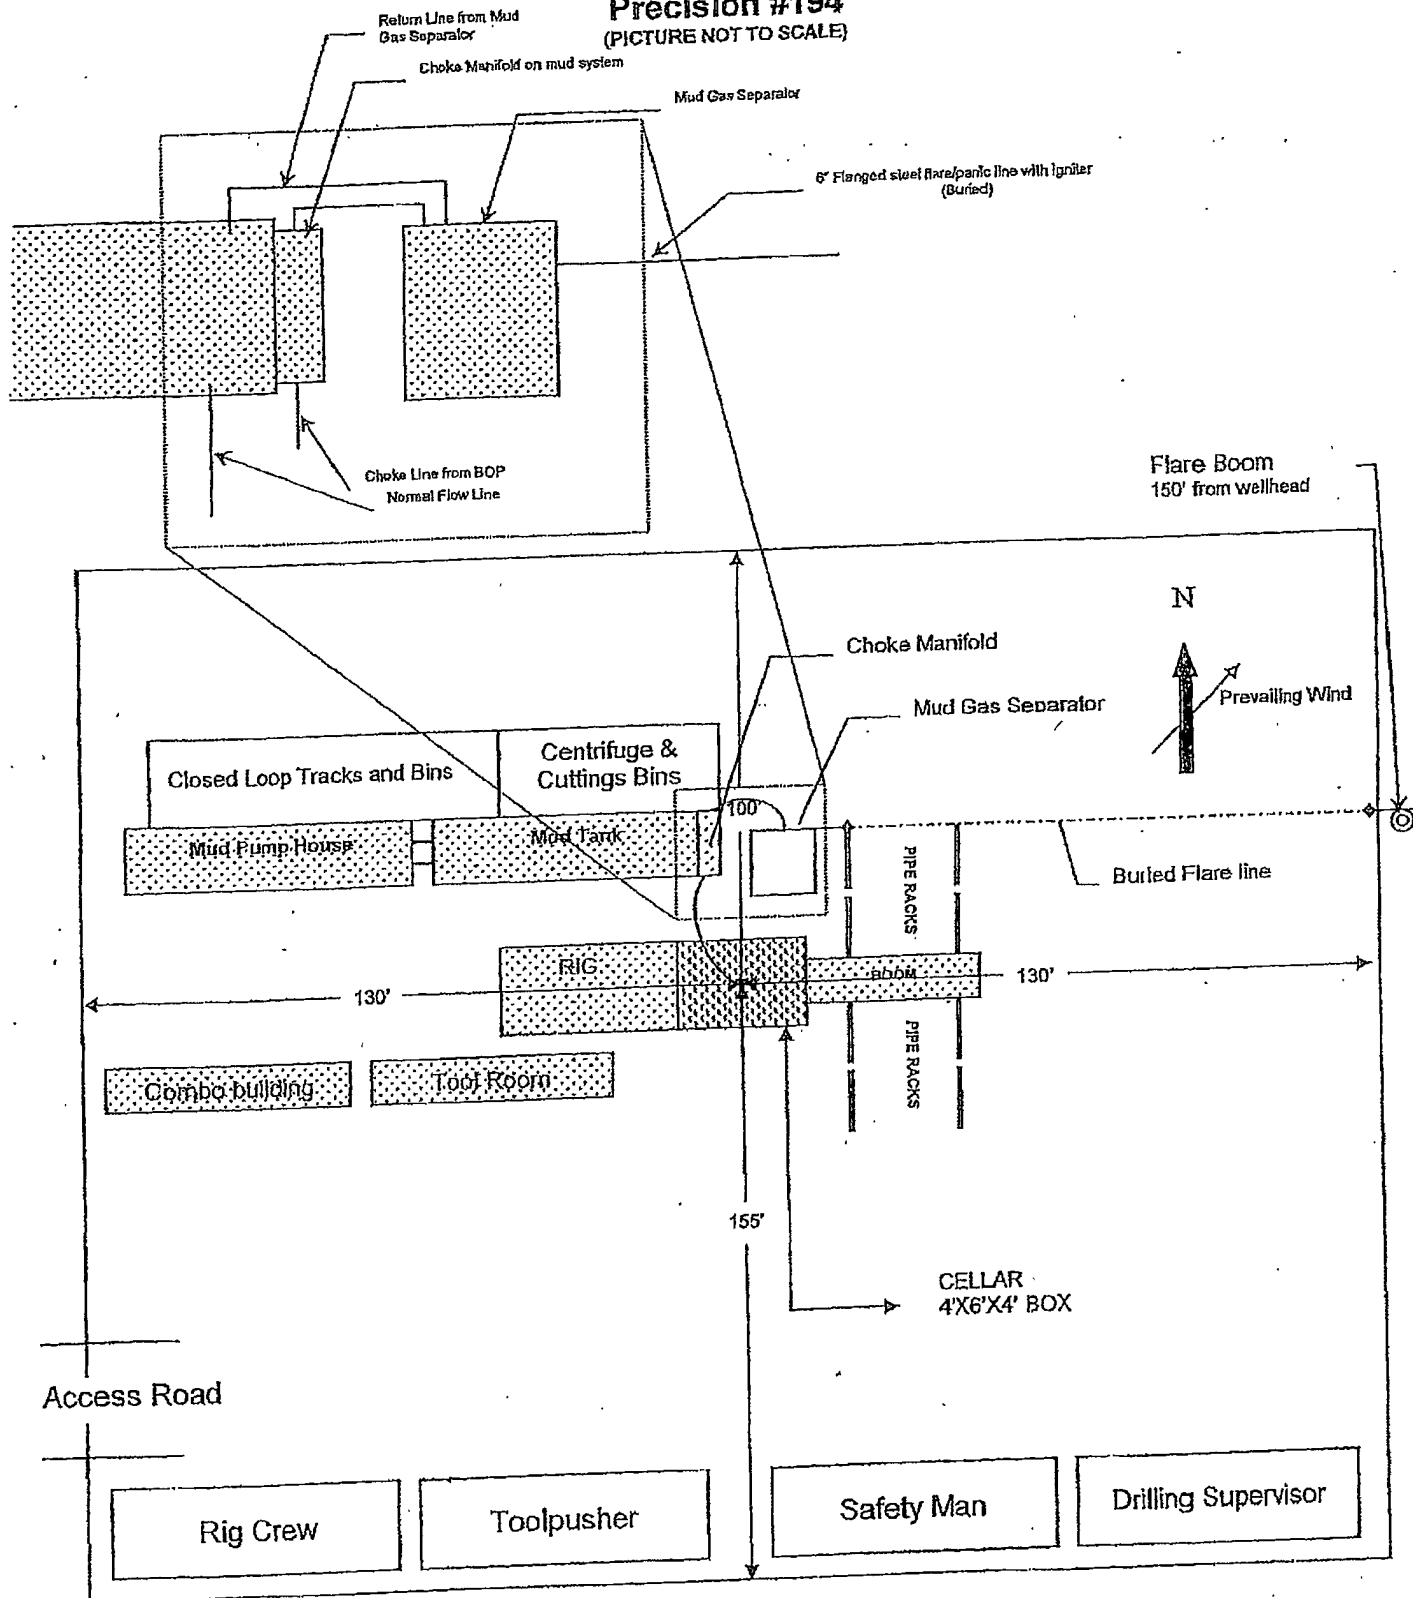 Precision #194
(PICTURE NOT TO SCALE)
Return Line from Mud
Gas Separator
Choke Manifold on mud system
Mud Gas Separator
6" Flanged steel flare/panic line with Igniter
(Buried)
Choke Line from BOP
Normal Flow Line
Flare Boom
150' from wellhead
N
Prevailing Wind
Choke Manifold
Mud Gas Separator
Closed Loop Tracks and Bins
Centrifuge &
Cuttings Bins
100'
Mud Pump House
Mud Tank
PIPE RACKS
Buried Flare line
RIG
BOOM
130'
130'
PIPE RACKS
Combo building
Tool Room
155'
CELLAR
4'X6'X4' BOX
Access Road
Rig Crew
Toolpusher
Safety Man
Drilling Supervisor